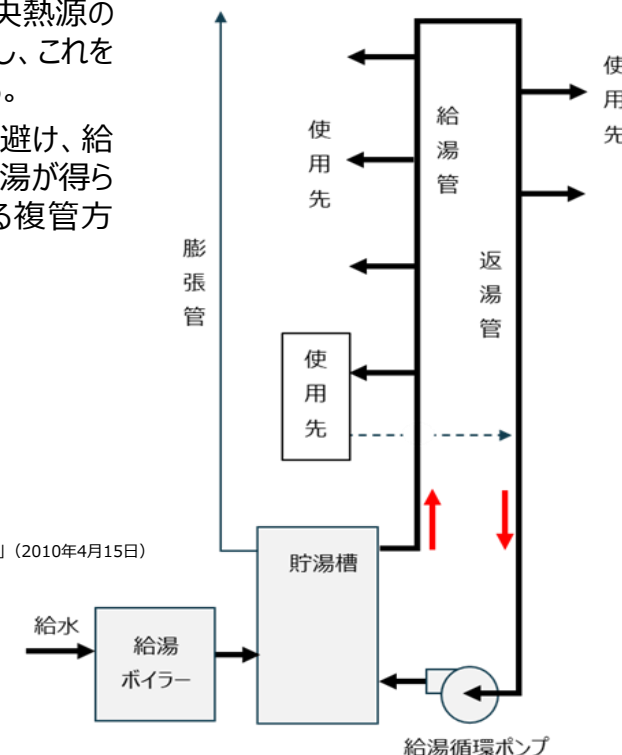 央熱源の
し、これを
。
避け、給
湯が得ら
る複管方
」（2010年4月15日）
膨張管
使用先
給湯管
使用先
返湯管
使用先
貯湯槽
給水
給湯
ボイラー
給湯循環ポンプ